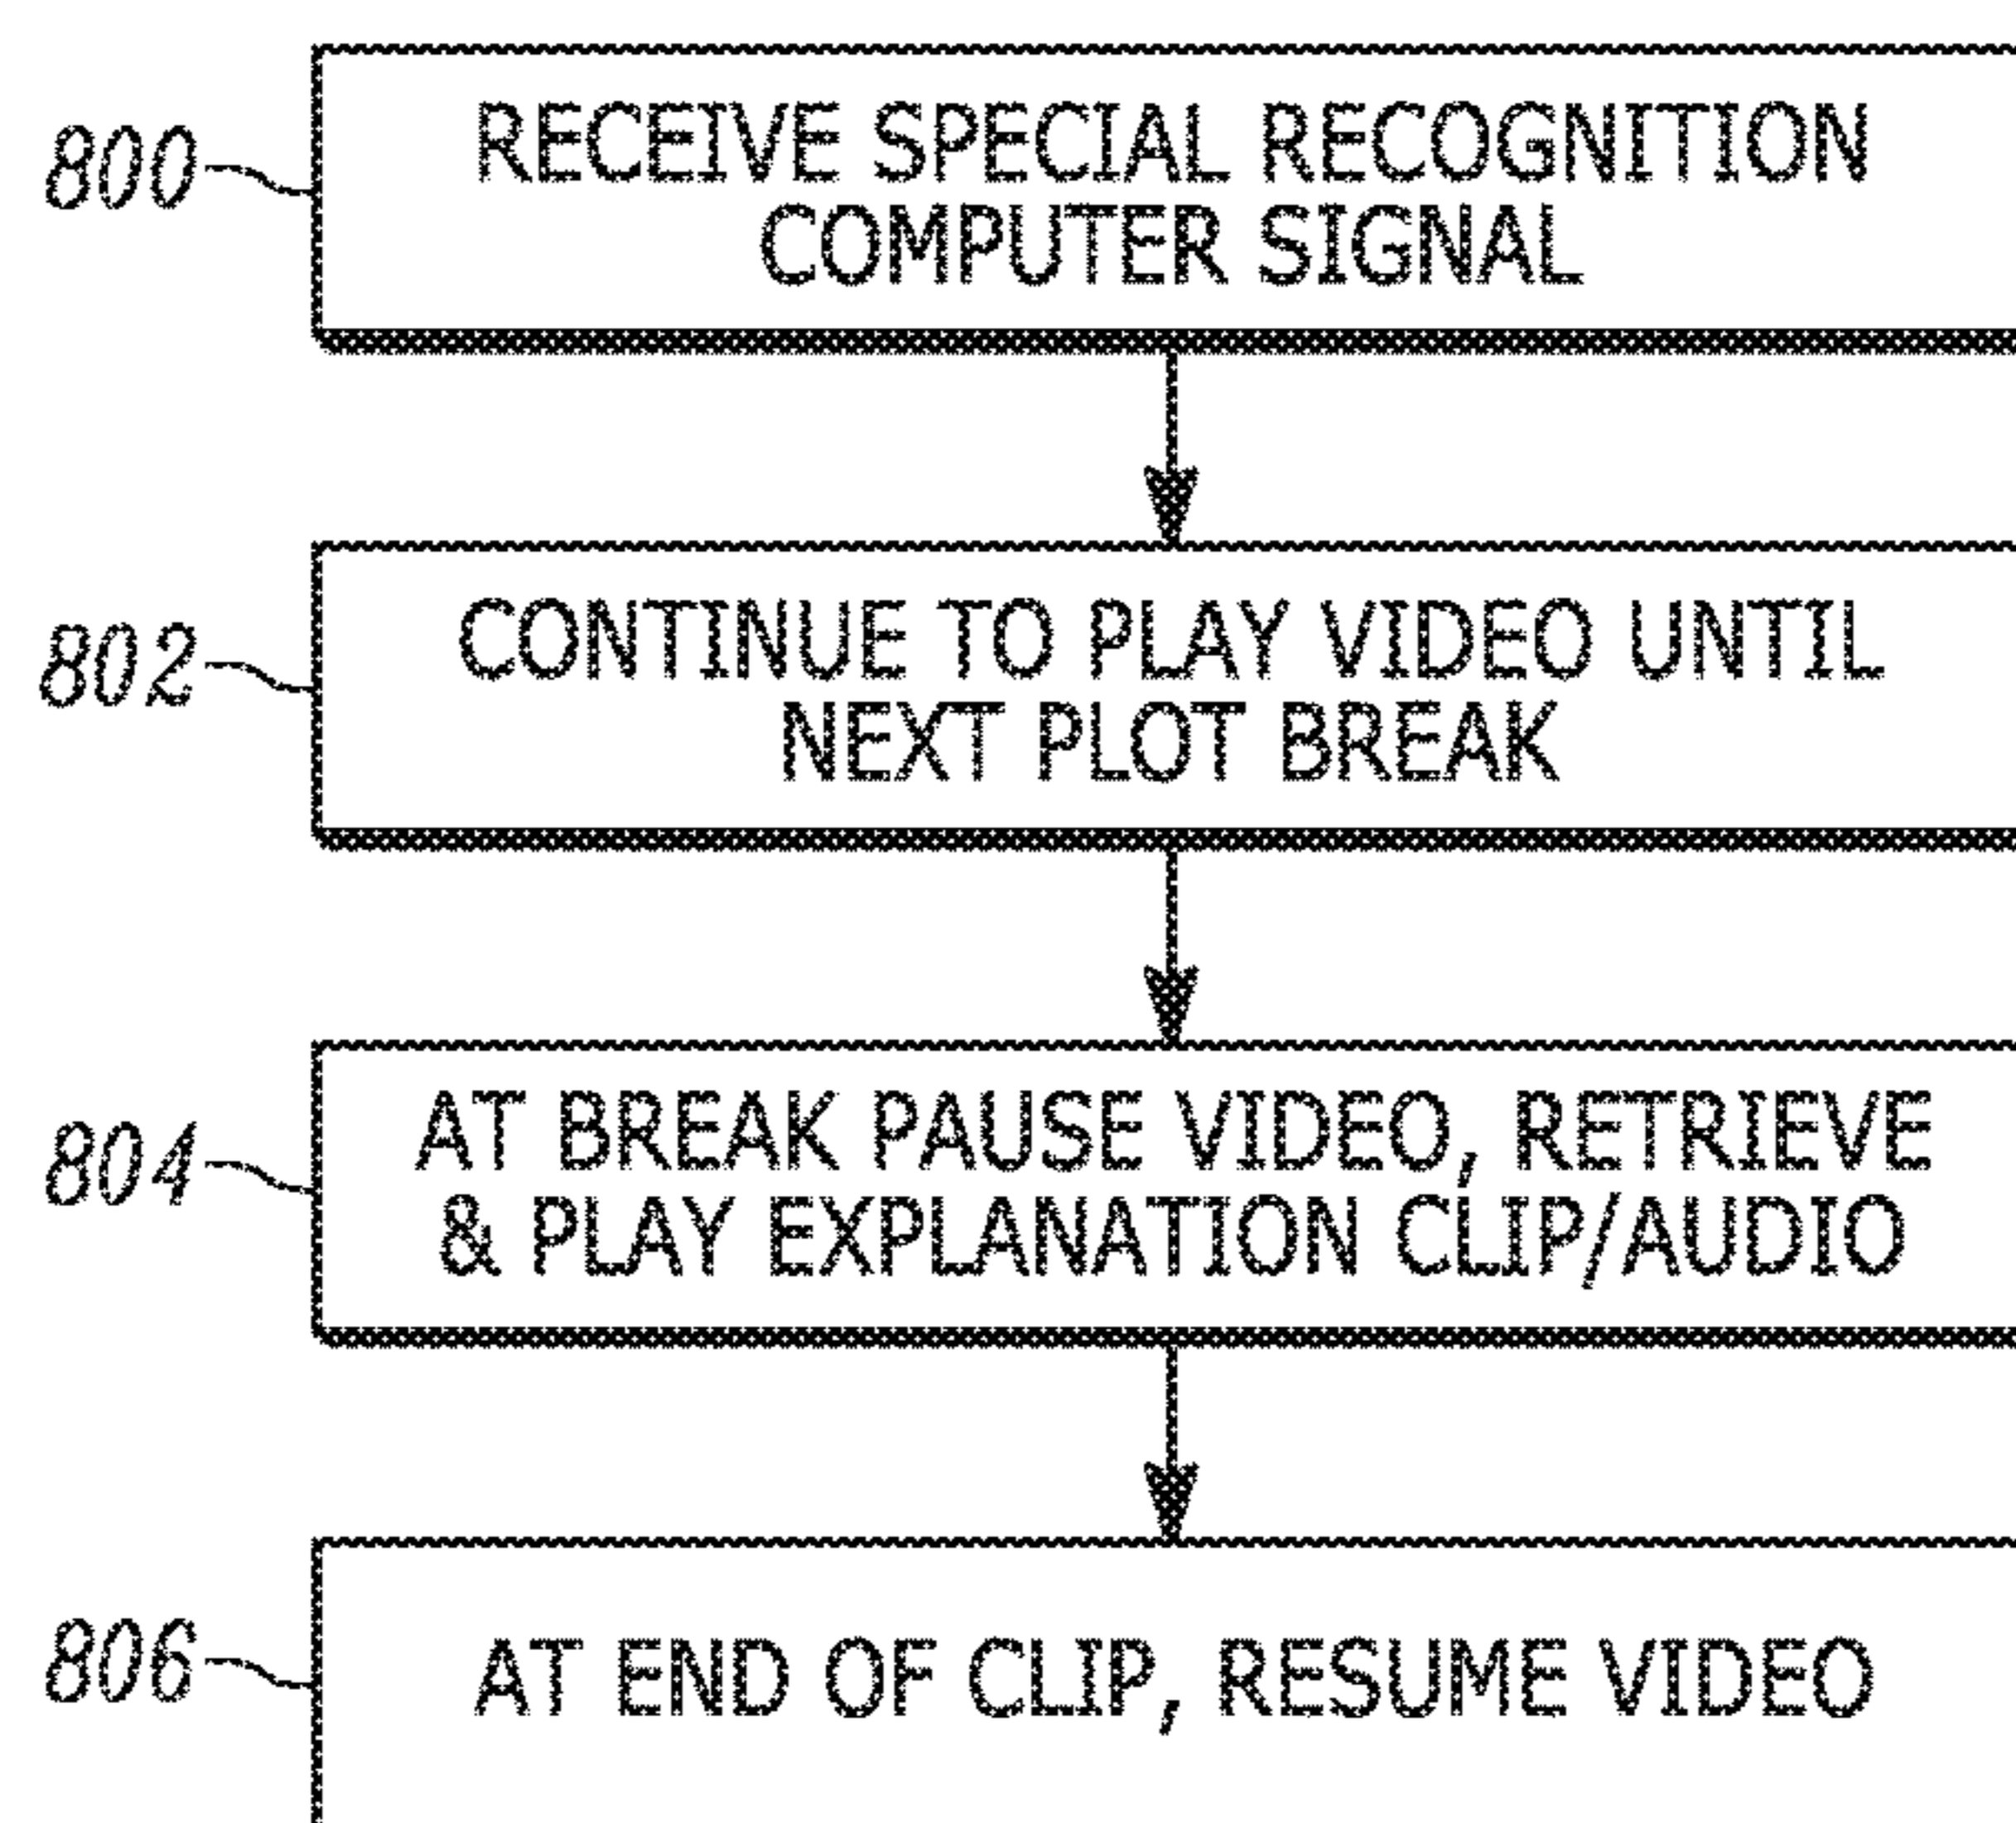 800
RECEIVE SPECIAL RECOGNITION
COMPUTER SIGNAL
802
CONTINUE TO PLAY VIDEO UNTIL
NEXT PLOT BREAK
804
AT BREAK PAUSE VIDEO, RETRIEVE
& PLAY EXPLANATION CLIP/AUDIO
806
AT END OF CLIP, RESUME VIDEO